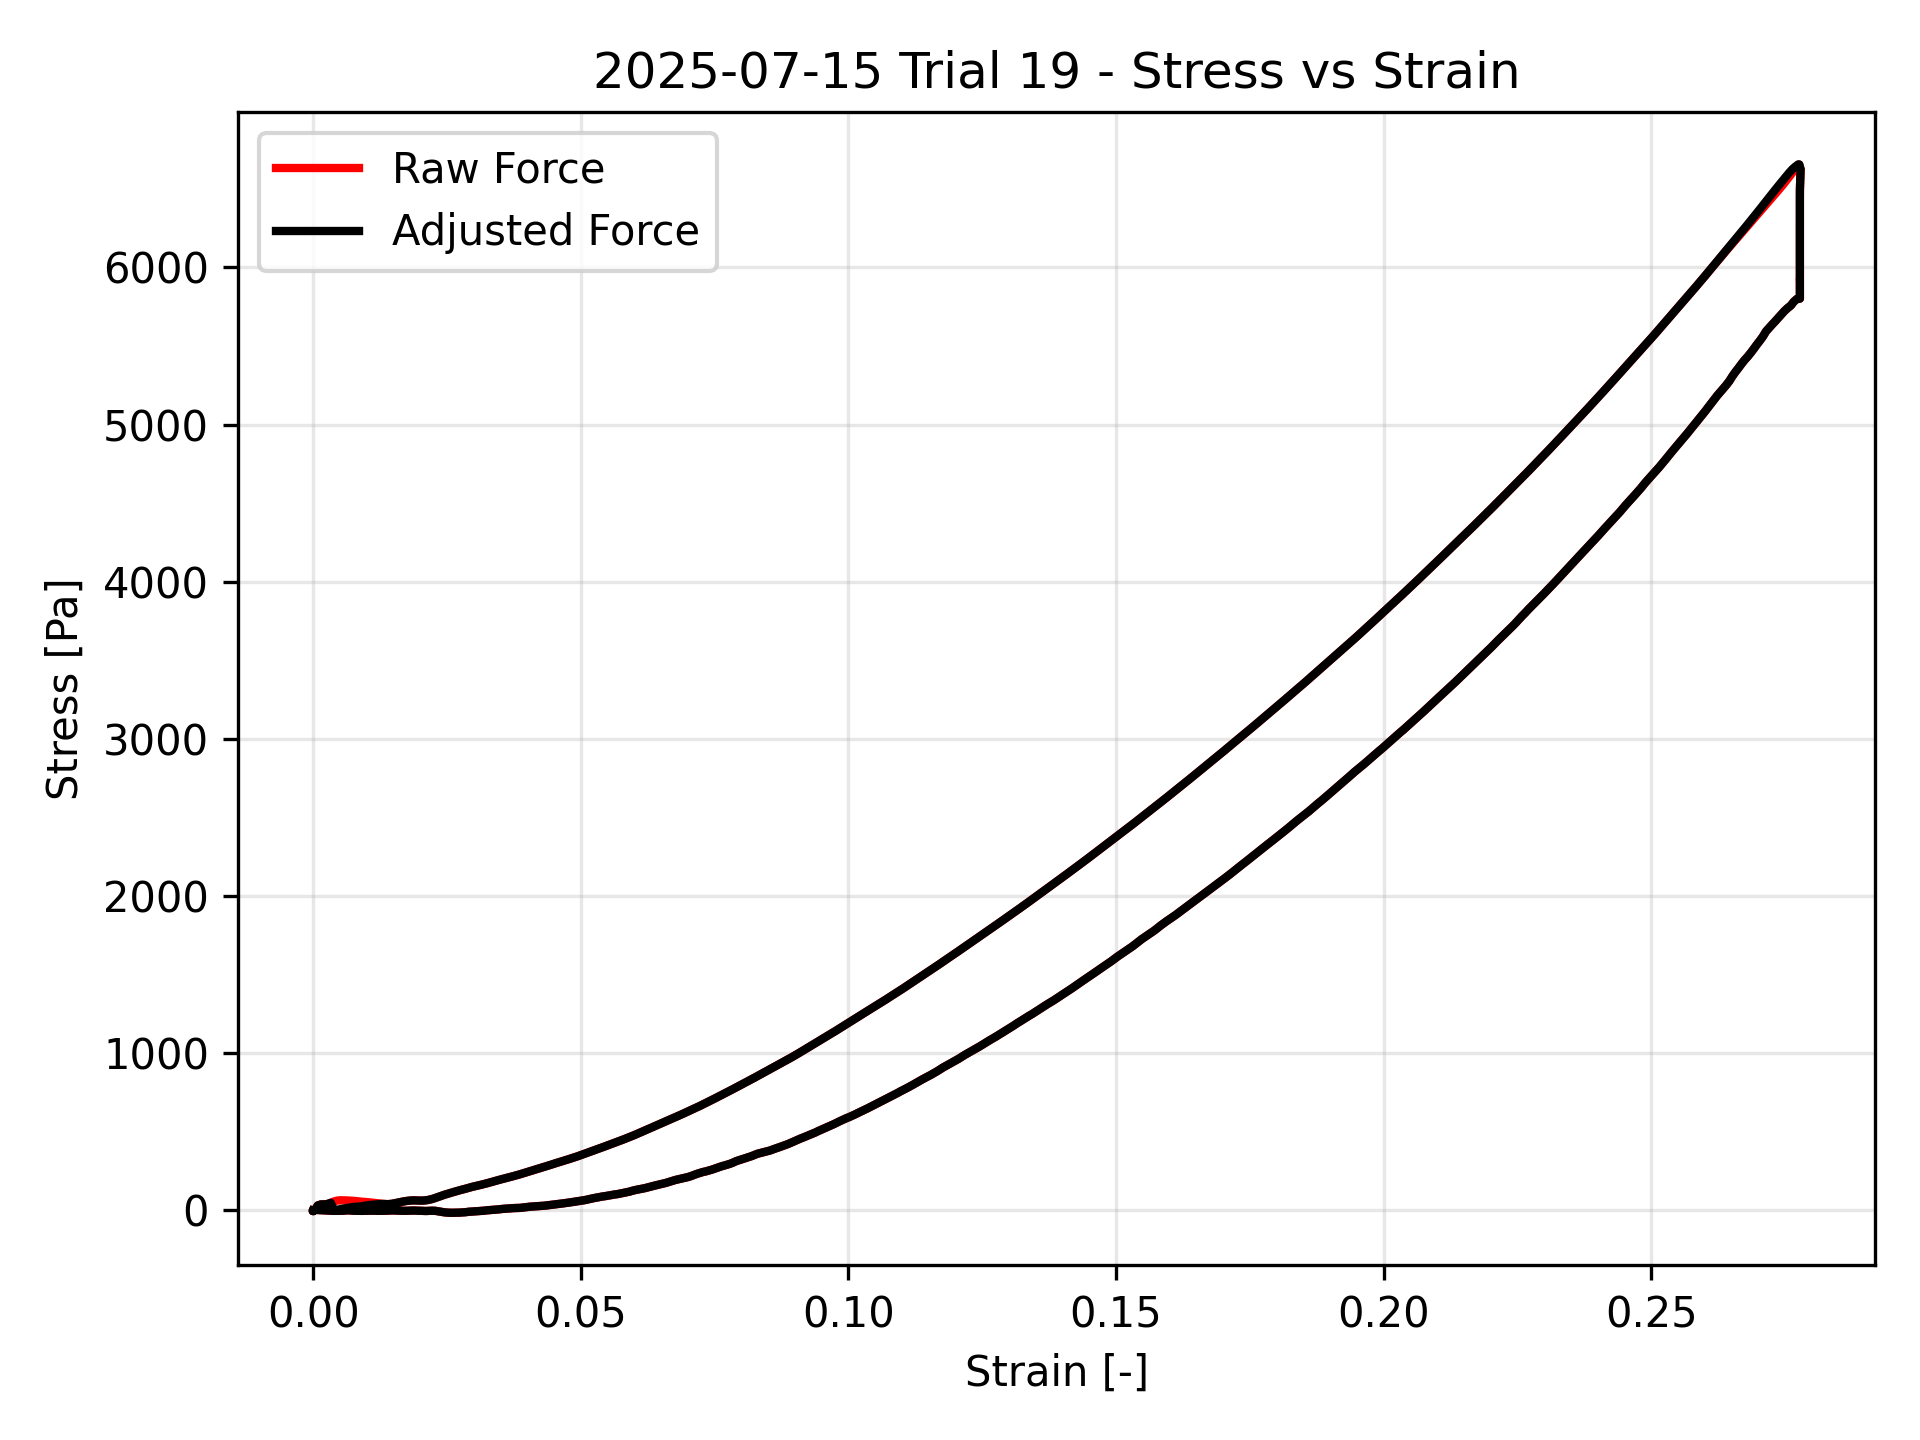 2025-07-15 Trial 19 - Stress vs Strain
Raw Force
Adjusted Force
6000
5000
4000
3000
2000
1000
0
Stress [Pa]
0.00 0.05 0.10 0.15 0.20 0.25
Strain [-]